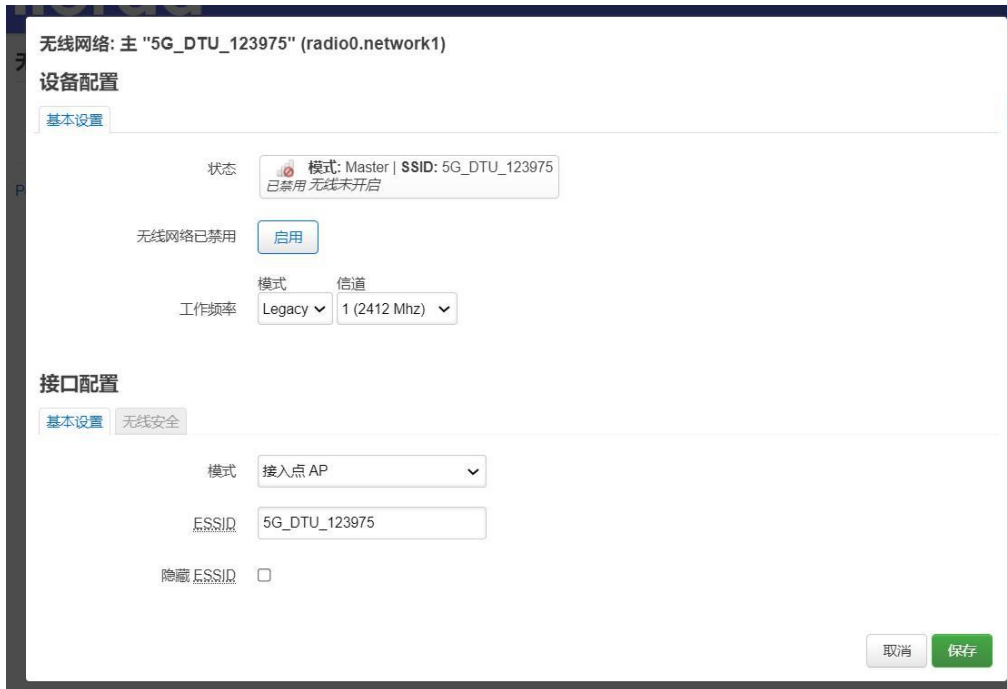 无线网络: 主 "5G_DTU_123975" (radio0.network1)
设备配置
基本设置
状态
模式: Master | SSID: 5G_DTU_123975
已禁用 无线未开启
无线网络已禁用
启用
模式 信道
工作频率 Legacy 1 (2412 Mhz)
接口配置
基本设置 无线安全
模式 接入点 AP
ESSID 5G_DTU_123975
隐藏 ESSID
取消 保存